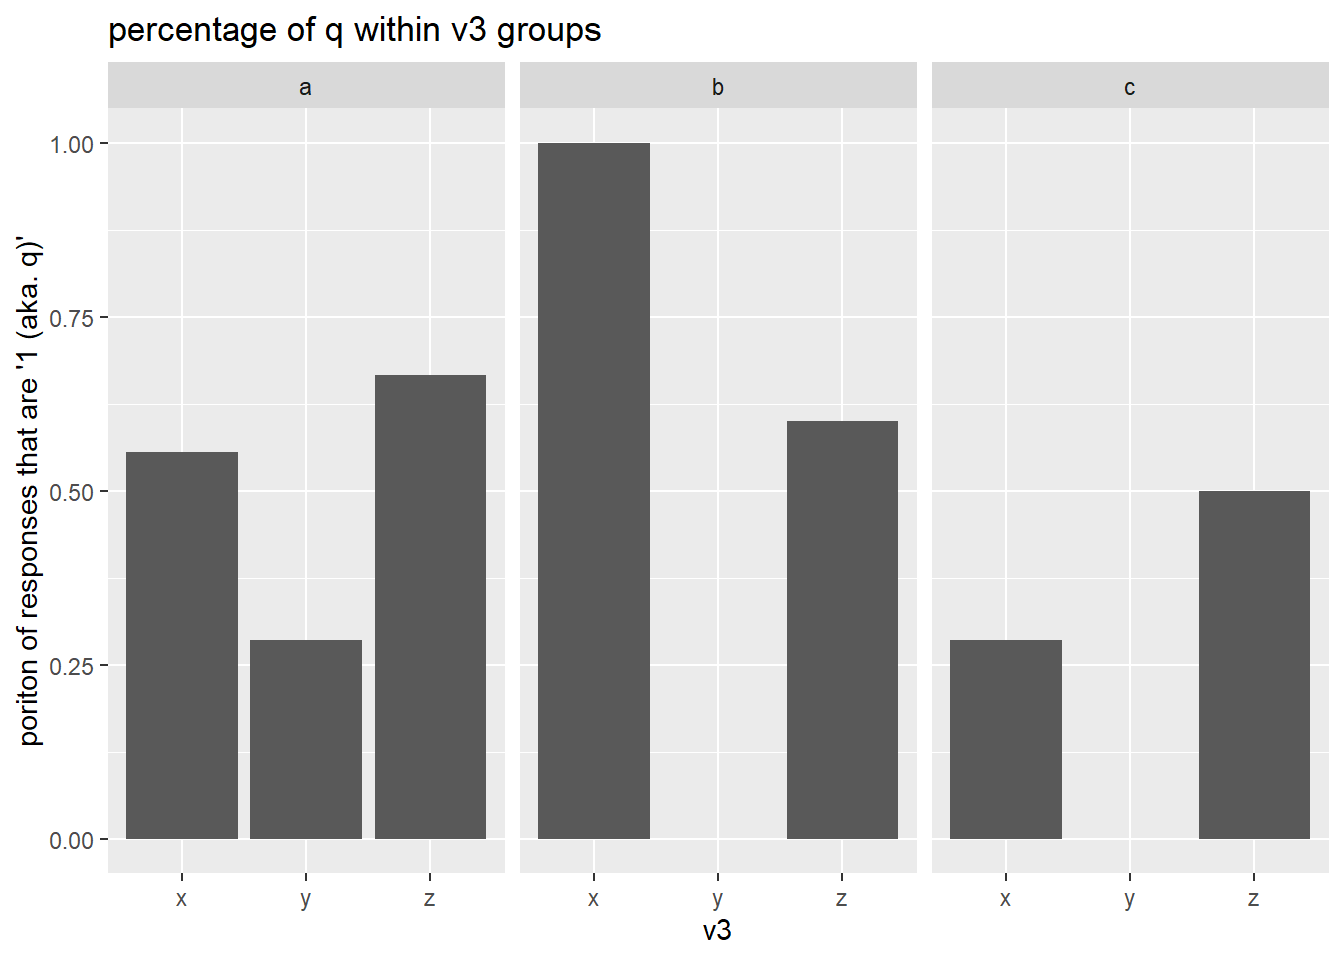 percentage of q within v3 groups
a b c
poriton of responses that are '1 (aka. q)'
1.00
0.75
0.50
0.25
0.00
x y z x y z x y z
v3